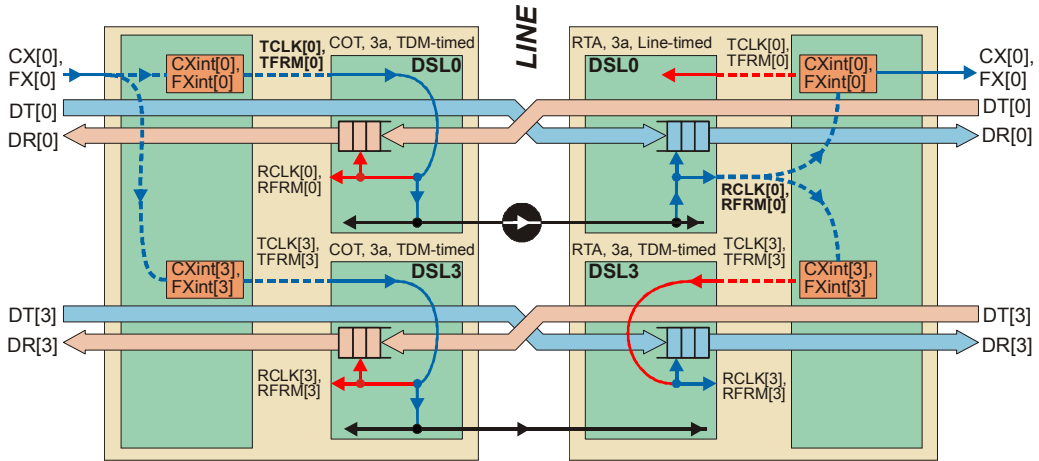 CX[0],
FX[0]
DT[0]
DR[0]
DT[3]
DR[3]
CXint[0],
FXint[0]
TCLK[0],
TFRM[0]
COT, 3a, TDM-timed
DSL0
RCLK[0],
RFRM[0]
CXint[3],
FXint[3]
TCLK[3],
TFRM[3]
COT, 3a, TDM-timed
DSL3
RCLK[3],
RFRM[3]
LINE
RTA, 3a, Line-timed
DSL0
TCLK[0],
TFRM[0]
CXint[0],
FXint[0]
RCLK[0],
RFRM[0]
RTA, 3a, TDM-timed
DSL3
TCLK[3],
TFRM[3]
CXint[3],
FXint[3]
RCLK[3],
RFRM[3]
CX[0],
FX[0]
DT[0]
DR[0]
DT[3]
DR[3]